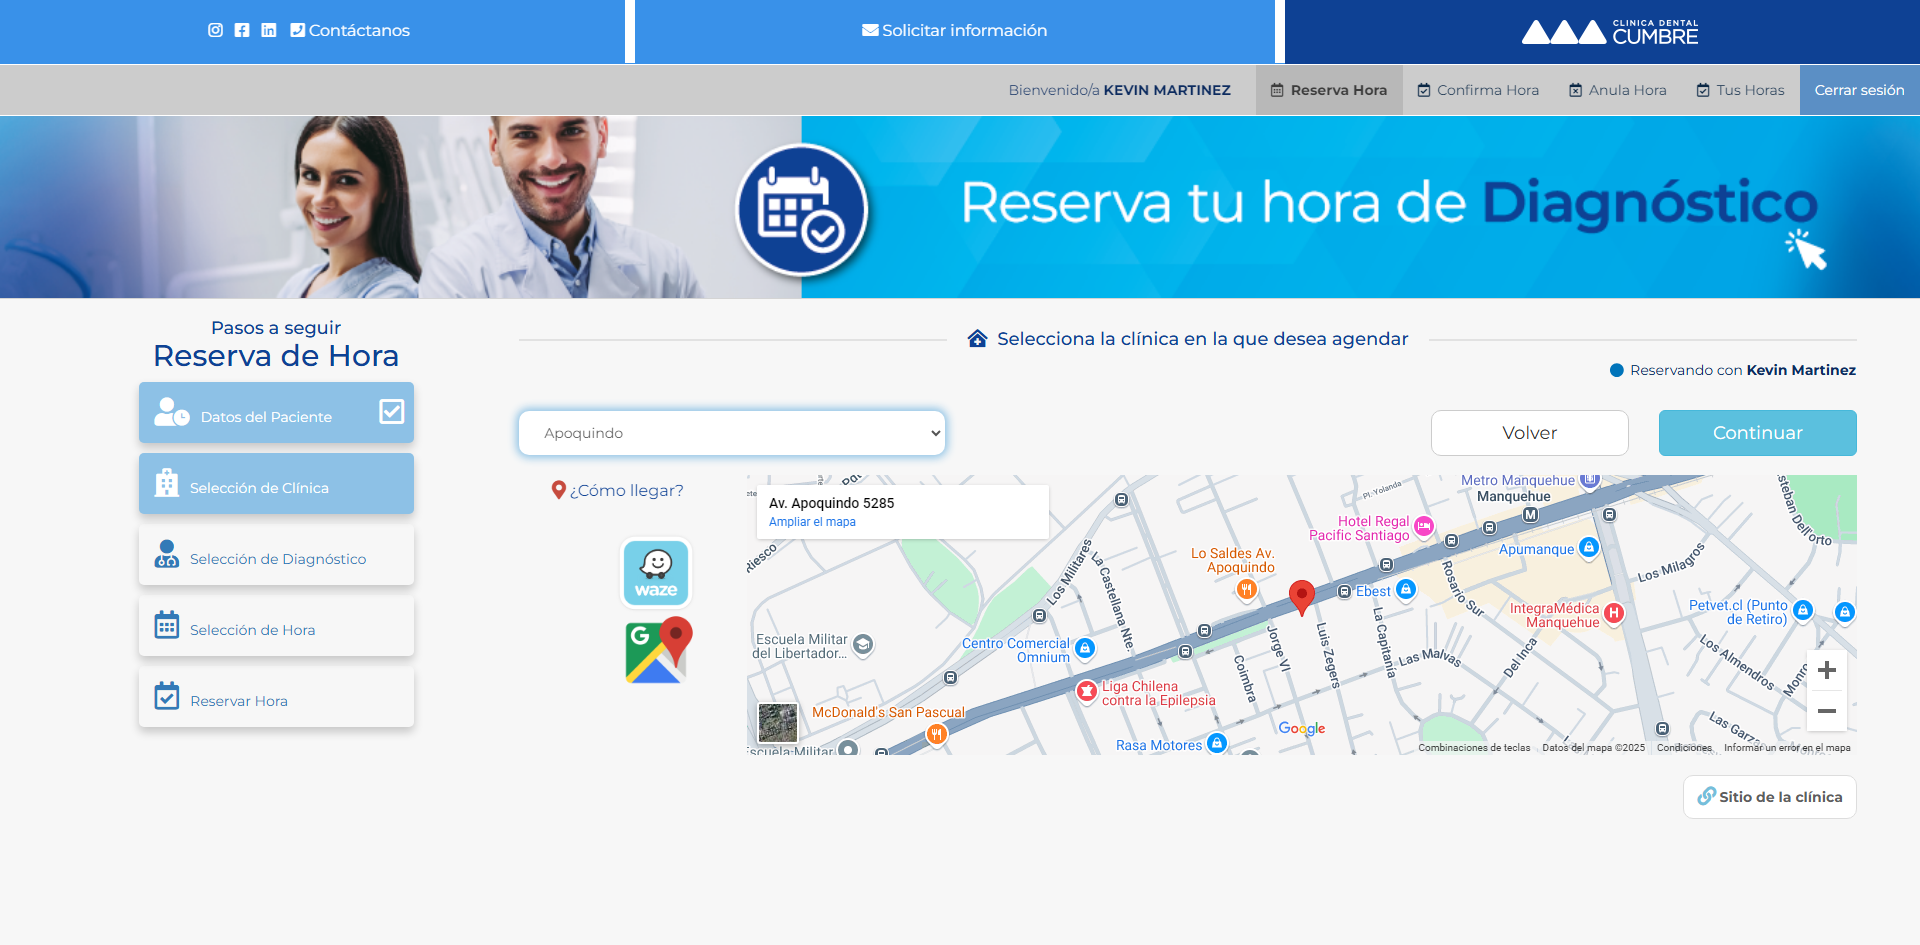 Contáctanos
Solicitar información
CLINICA DENTAL
CUMBRE
Bienvenido/a KEVIN MARTINEZ
Reserva Hora
Confirma Hora
Anula Hora
Tus Horas
Cerrar sesión
Reserva tu hora de Diagnóstico
Pasos a seguir
Reserva de Hora
Datos del Paciente
Selección de Clínica
Selección de Diagnóstico
Selección de Hora
Reservar Hora
Selecciona la clínica en la que desea agendar
Reservando con Kevin Martinez
Apoquindo
Volver
Continuar
¿Cómo llegar?
waze
G
Av. Apoquindo 5285
Ampliar el mapa
Riesco
Los Militares
La Castellana Nte.
Pl. Yolanda
Metro Manquehue
Manquehue
M
Hotel Regal
Pacific Santiago
Lo Saldes Av.
Apoquindo
Apumanque
Ebest
Rosario Sur
Los Milagros
Esteban Dell'orto
IntegraMédica
Manquehue
H
Petvet.cl (Punto
de Retiro)
Escuela Militar
del Libertador...
Centro Comercial
Omnium
Jorge VI
Luis Zegers
La Capitanía
Las Malvas
Del Inca
Los Almendros
Coimbra
Liga Chilena
contra la Epilepsia
McDonald's San Pascual
Escuela Militar
Rasa Motores
Google
Combinaciones de teclas
Datos del mapa ©2025
Condiciones
Informar un error en el mapa
Sitio de la clínica